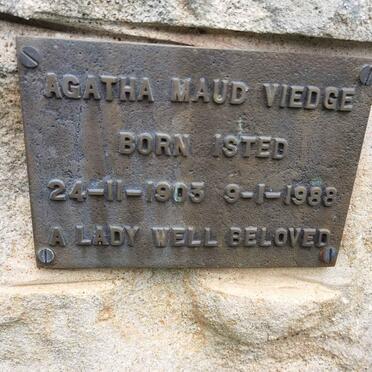 AGATHA MAUD VIEDGE
BORN ISTED
24-11-1903 9-1-1988
A LADY WELL BELOVED